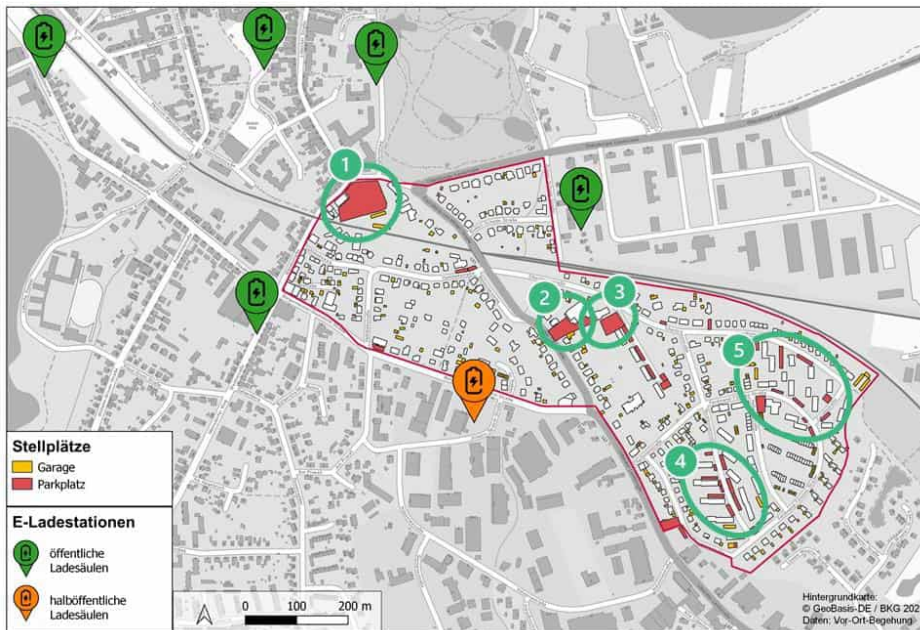 1
2
3
5
4
Stellplätze
Garage
Parkplatz
E-Ladestationen
öffentliche
Ladesäulen
halböffentliche
Ladesäulen
0 100 200 m
Hintergrundkarte:
© GeoBasis-DE / BKG 202
Daten: Vor-Ort-Begehung